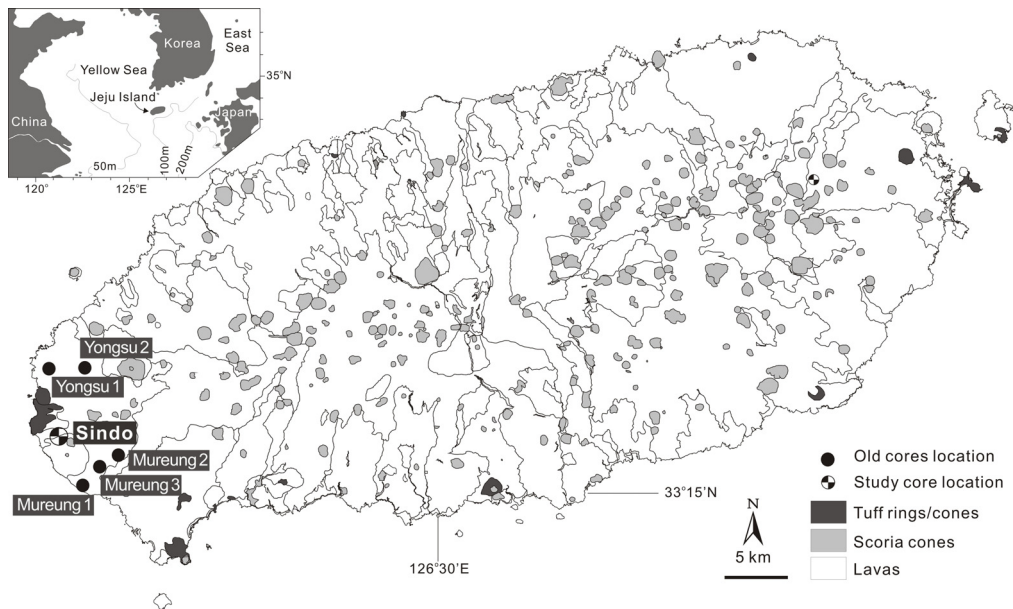 Korea
East
Sea
Yellow Sea
35°N
Jeju Island
Japan
China
50m
100m
200m
120°
125°E
Yongsu 2
Yongsu 1
Sindo
Mureung 2
Mureung 3
Mureung 1
Old cores location
Study core location
33°15'N
N
Tuff rings/cones
Scoria cones
5 km
Lavas
126°30'E